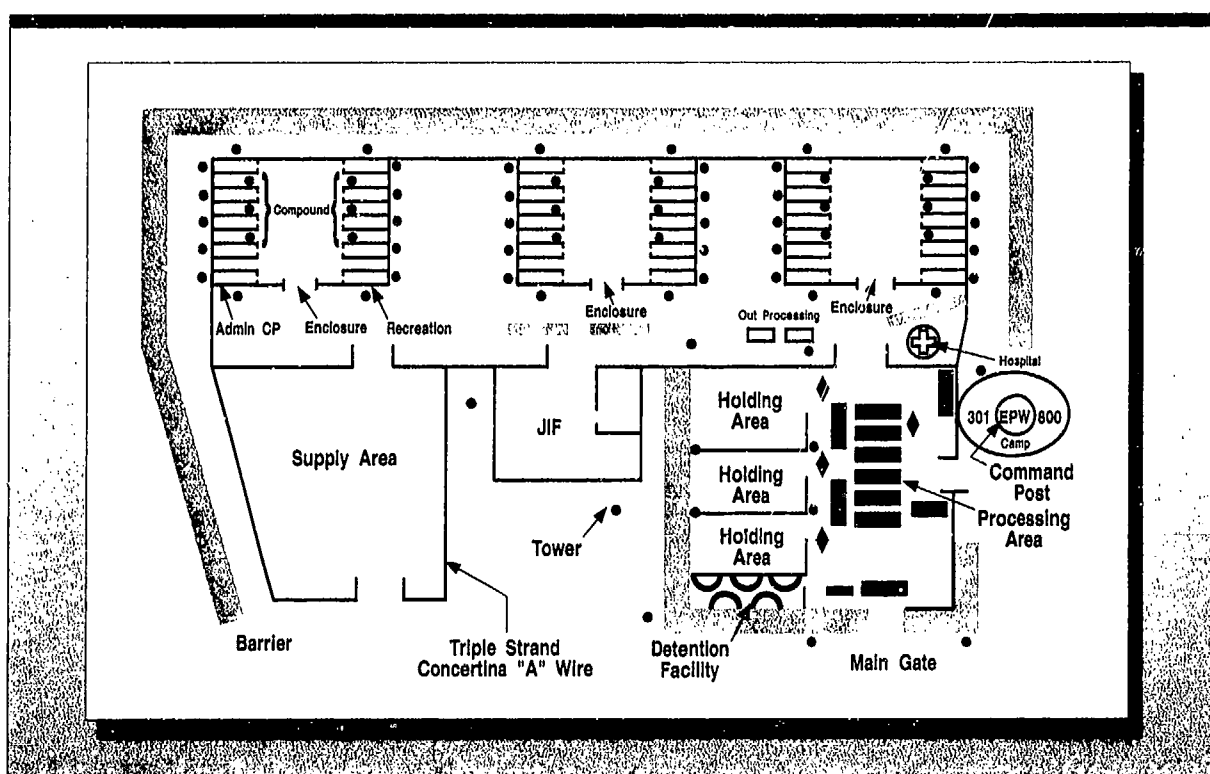 Compound
Admin CP
Enclosure
Recreation
Enclosure
Out Processing
Enclosure
Hospital
301 EPW 800
Camp
Command
Post
Processing
Area
Holding
Area
Holding
Area
Holding
Area
JIF
Supply Area
Tower
Barrier
Triple Strand
Concertina "A" Wire
Detention
Facility
Main Gate